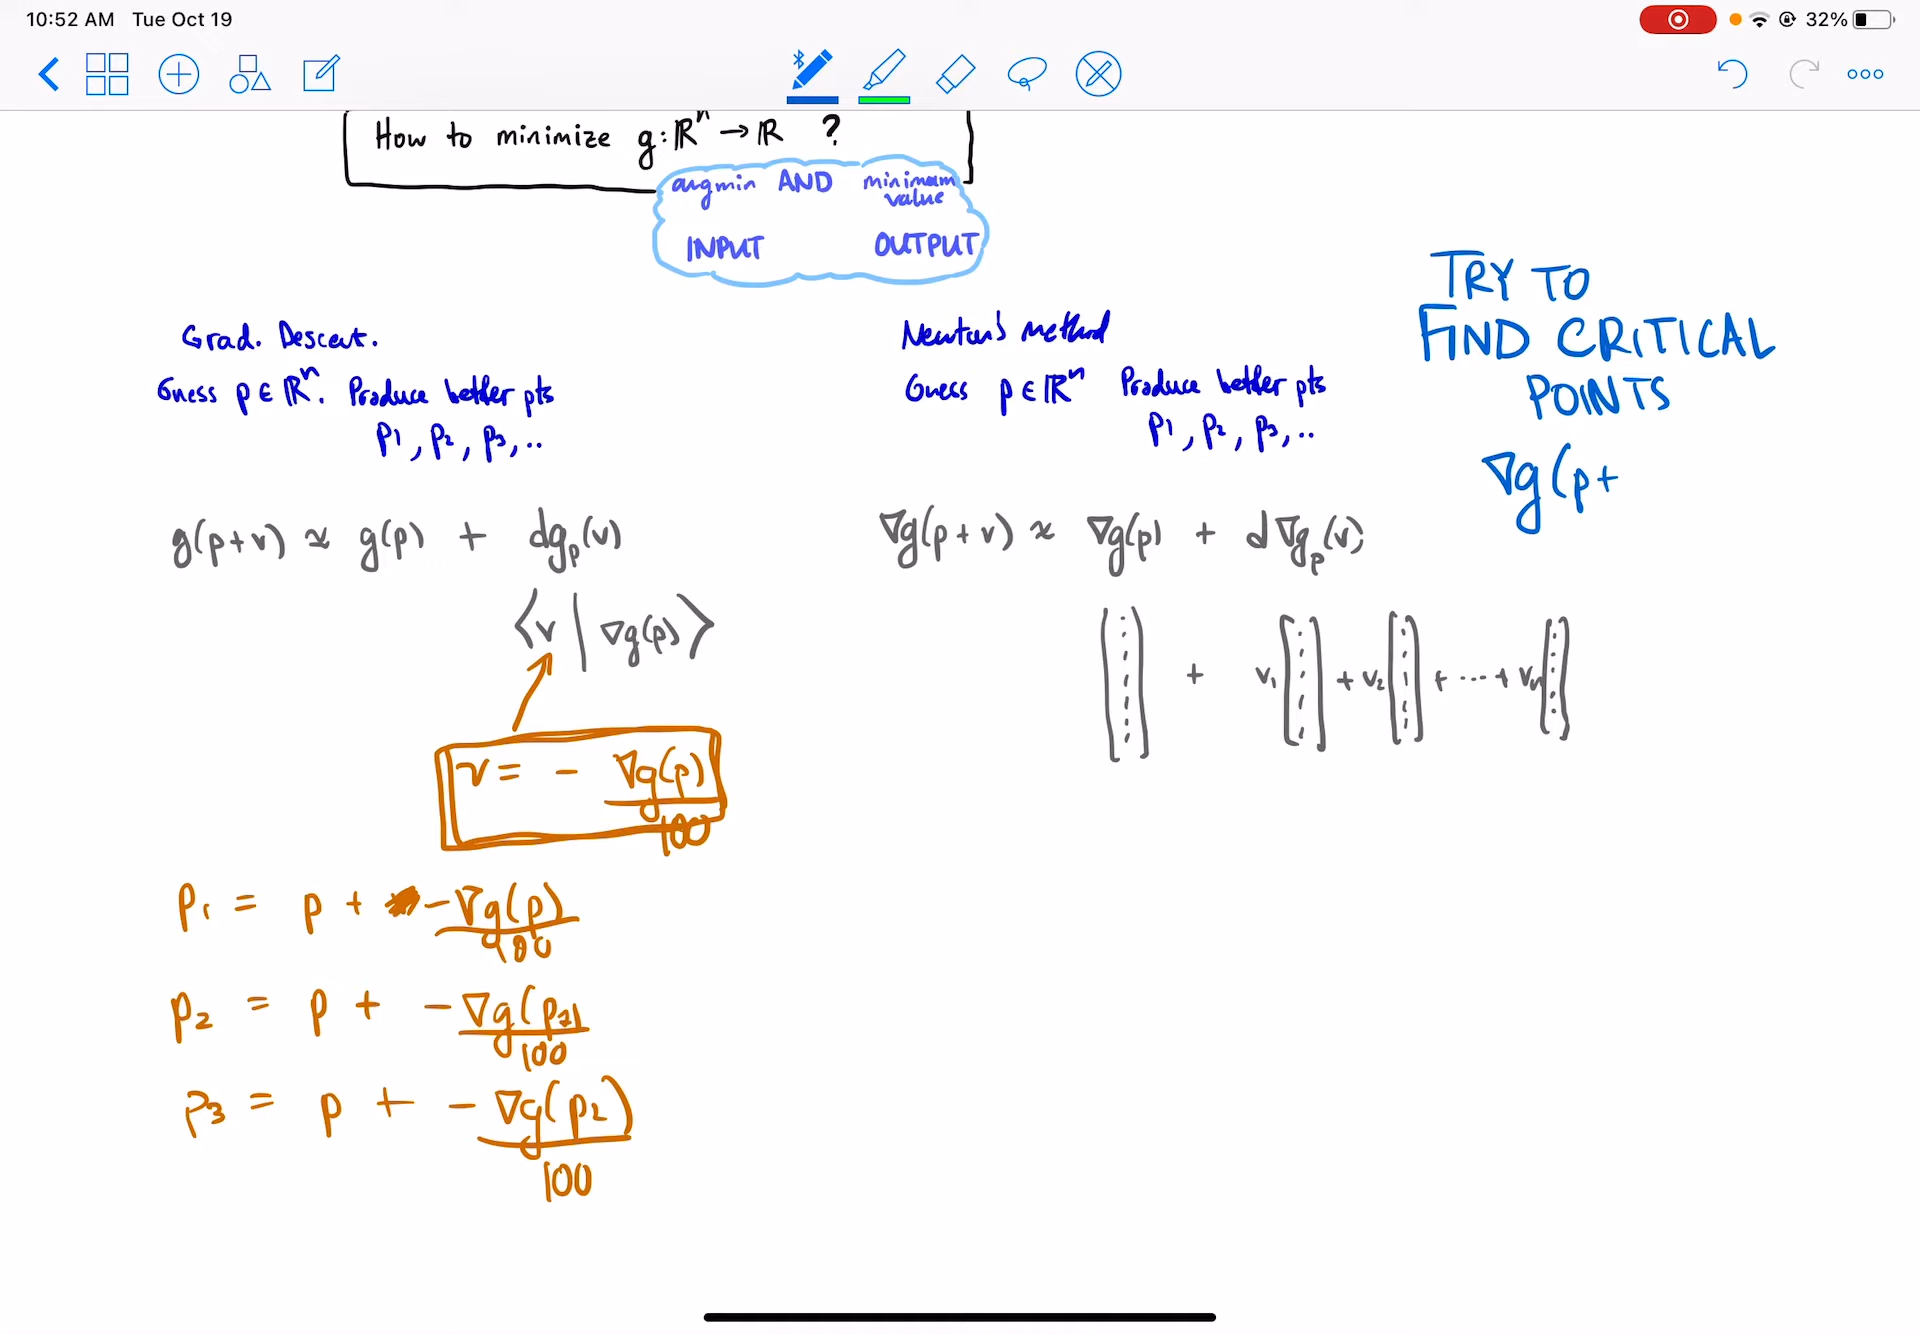 10:52 AM Tue Oct 19
32%
How to minimize g: ℝⁿ → ℝ ?
argmin AND minimum value
INPUT OUTPUT
Grad. Descent.
Guess p ∈ ℝⁿ. Produce better pts
p₁, p₂, p₃, ..
g(p+v) ≈ g(p) + dg_p(v)
⟨v | ∇g(p)⟩
v = - ∇g(p)/100
p₁ = p + - ∇g(p)/100
p₂ = p + - ∇g(p₁)/100
p₃ = p + - ∇g(p₂)/100
Newton's method
Guess p ∈ ℝⁿ Produce better pts
p₁, p₂, p₃, ..
∇g(p+v) ≈ ∇g(p) + d∇g_p(v)
+ v₁ + v₂ + ... + vₙ
TRY TO
FIND CRITICAL
POINTS
∇g(p+